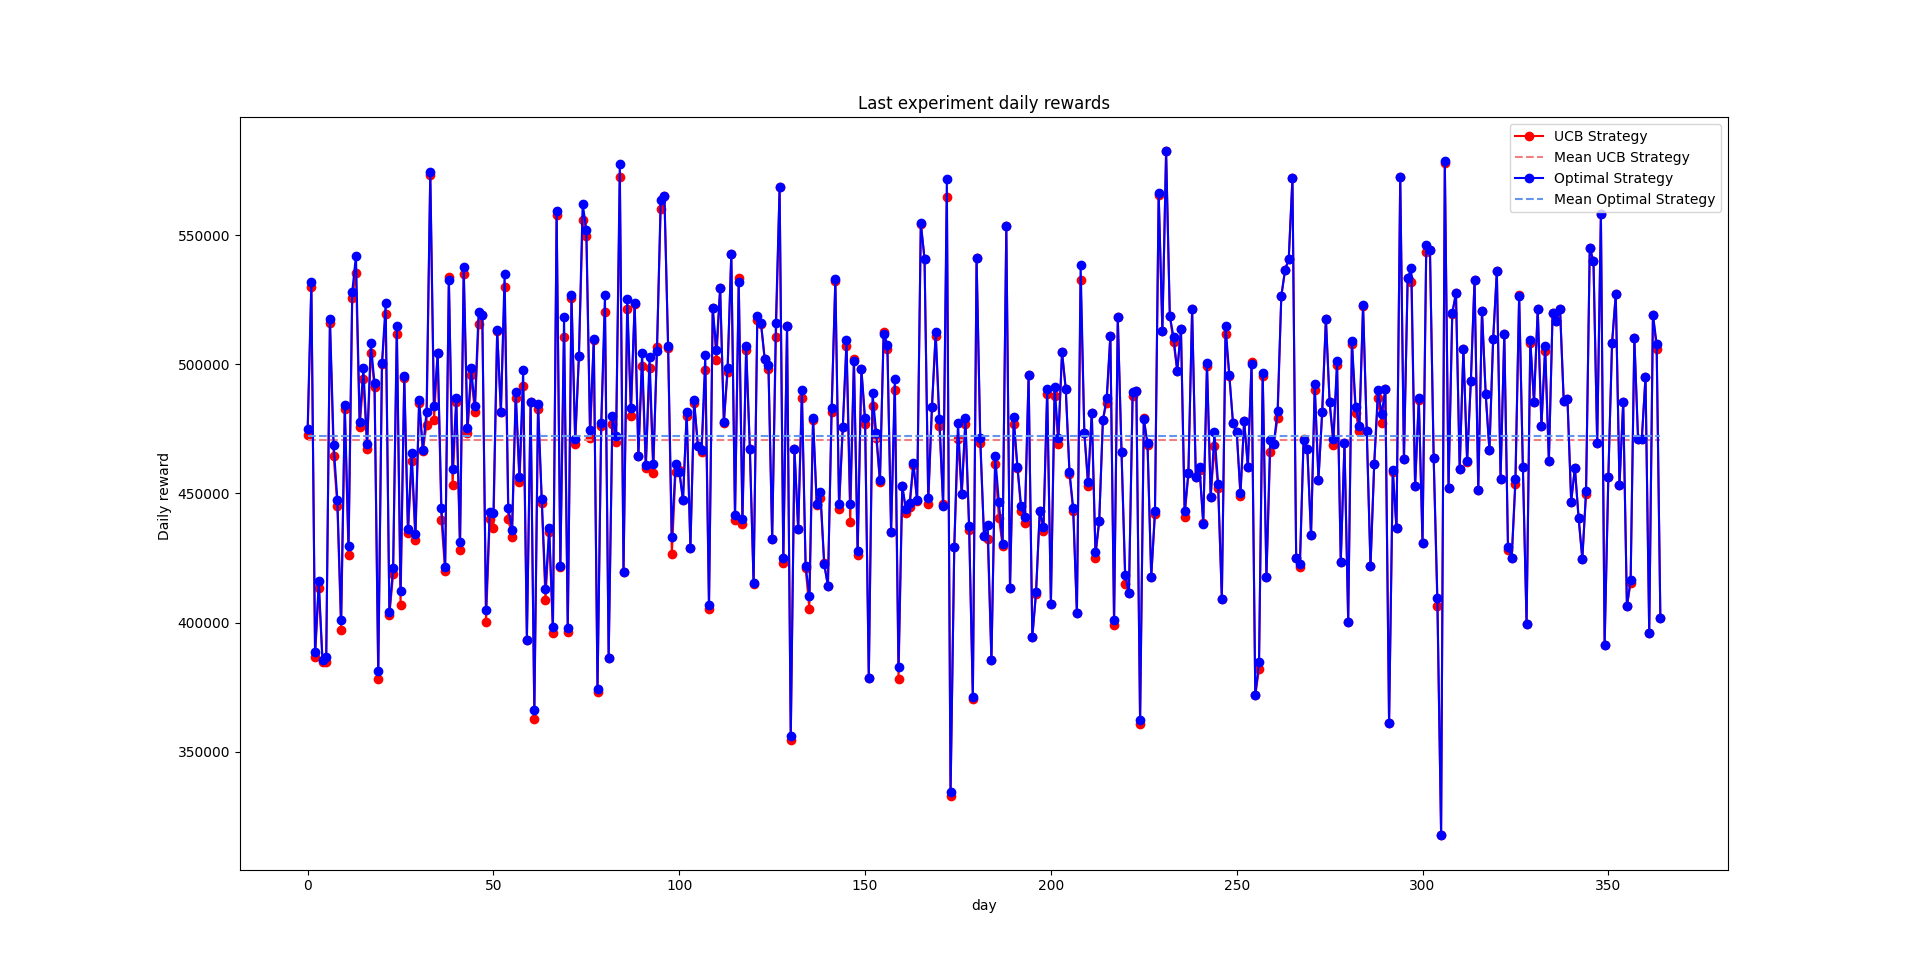 Last experiment daily rewards
UCB Strategy
Mean UCB Strategy
Optimal Strategy
Mean Optimal Strategy
Daily reward
550000
500000
450000
400000
350000
0 50 100 150 200 250 300 350
day